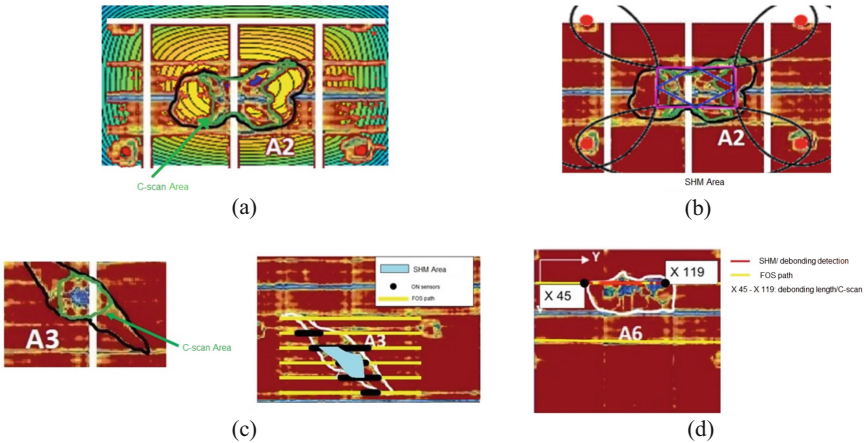 A2
C-scan Area
(a)
A2
SHM Area
(b)
A3
C-scan Area
SHM Area
ON sensors
FOS path
A3
(c)
Y
X 45
X 119
A6
SHM/ debonding detection
FOS path
X 45 - X 119: debonding length/C-scan
(d)